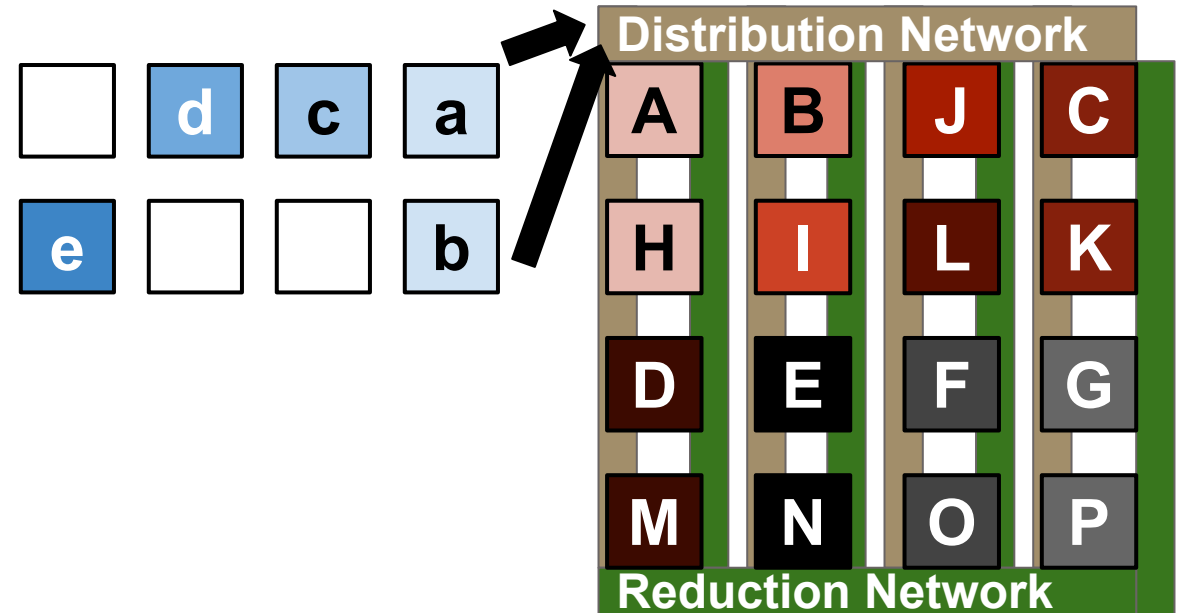 Distribution Network
d c a A B J C
e b H I L K
D E F G
M N O P
Reduction Network